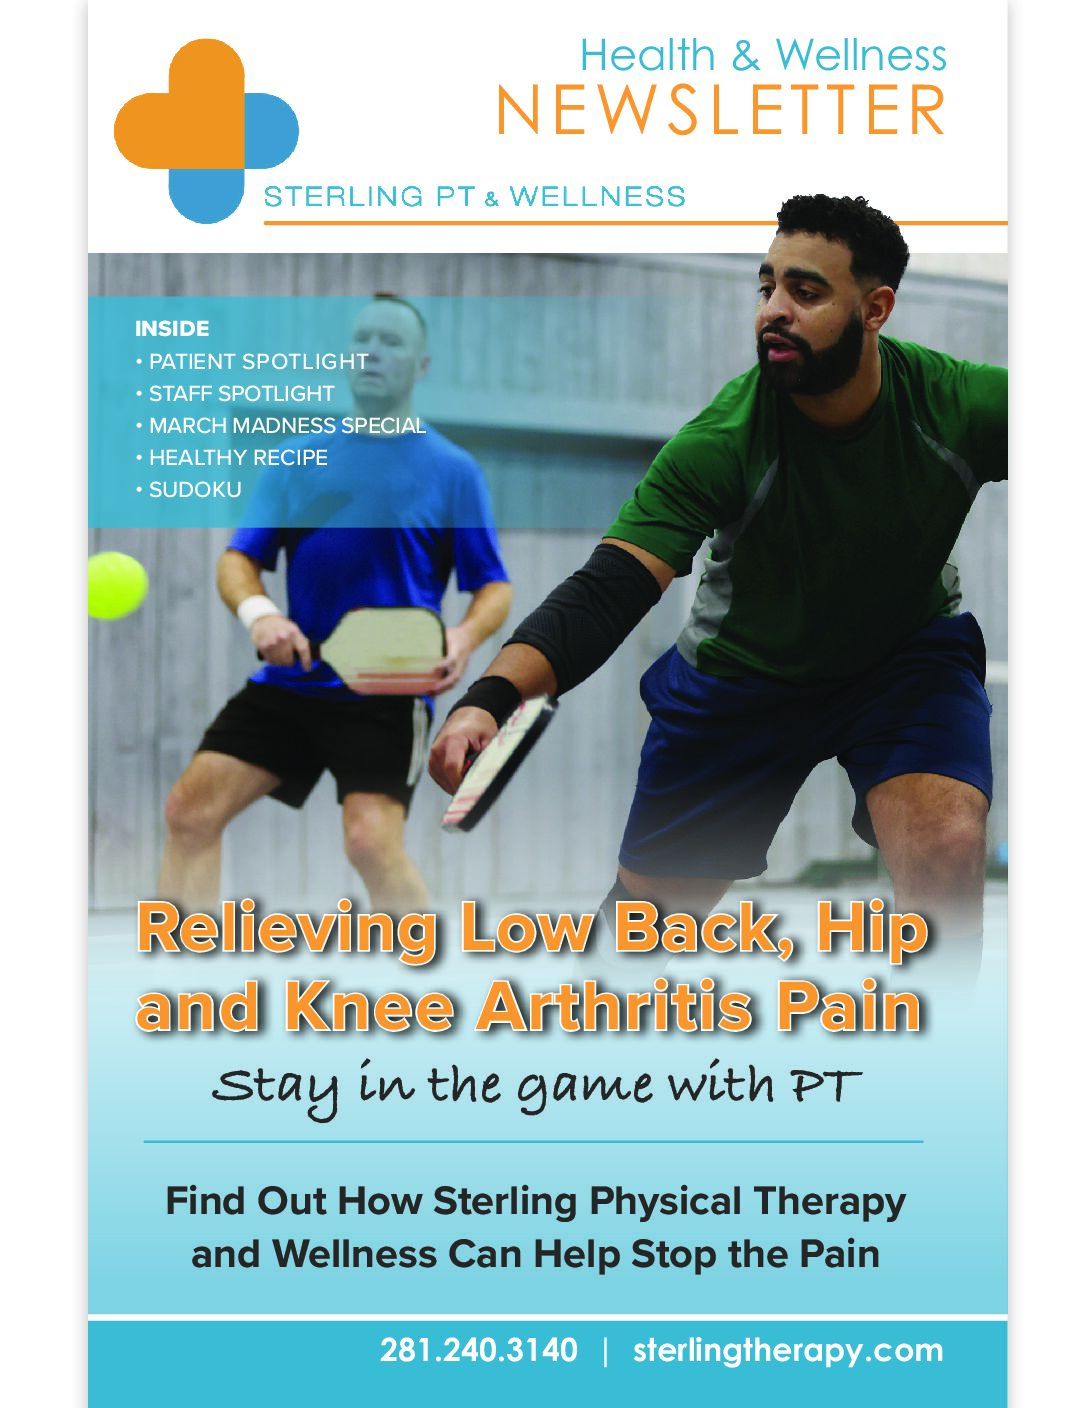 Health & Wellness
NEWSLETTER
STERLING PT & WELLNESS
INSIDE
• PATIENT SPOTLIGHT
• STAFF SPOTLIGHT
• MARCH MADNESS SPECIAL
• HEALTHY RECIPE
• SUDOKU
Relieving Low Back, Hip
and Knee Arthritis Pain
Stay in the game with PT
Find Out How Sterling Physical Therapy
and Wellness Can Help Stop the Pain
281.240.3140 | sterlingtherapy.com